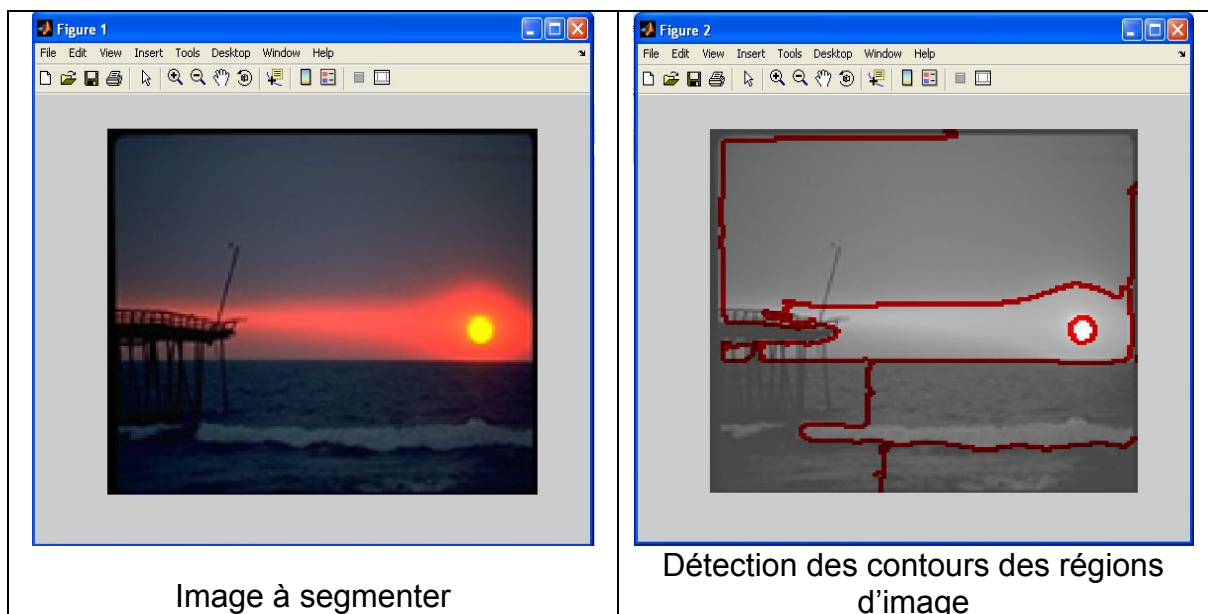 Figure 1
File Edit View Insert Tools Desktop Window Help
Image à segmenter
Figure 2
File Edit View Insert Tools Desktop Window Help
Détection des contours des régions
d’image